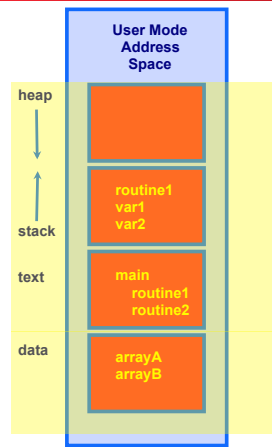 User Mode
Address
Space
heap
routine1
var1
var2
stack
text
main
routine1
routine2
data
arrayA
arrayB